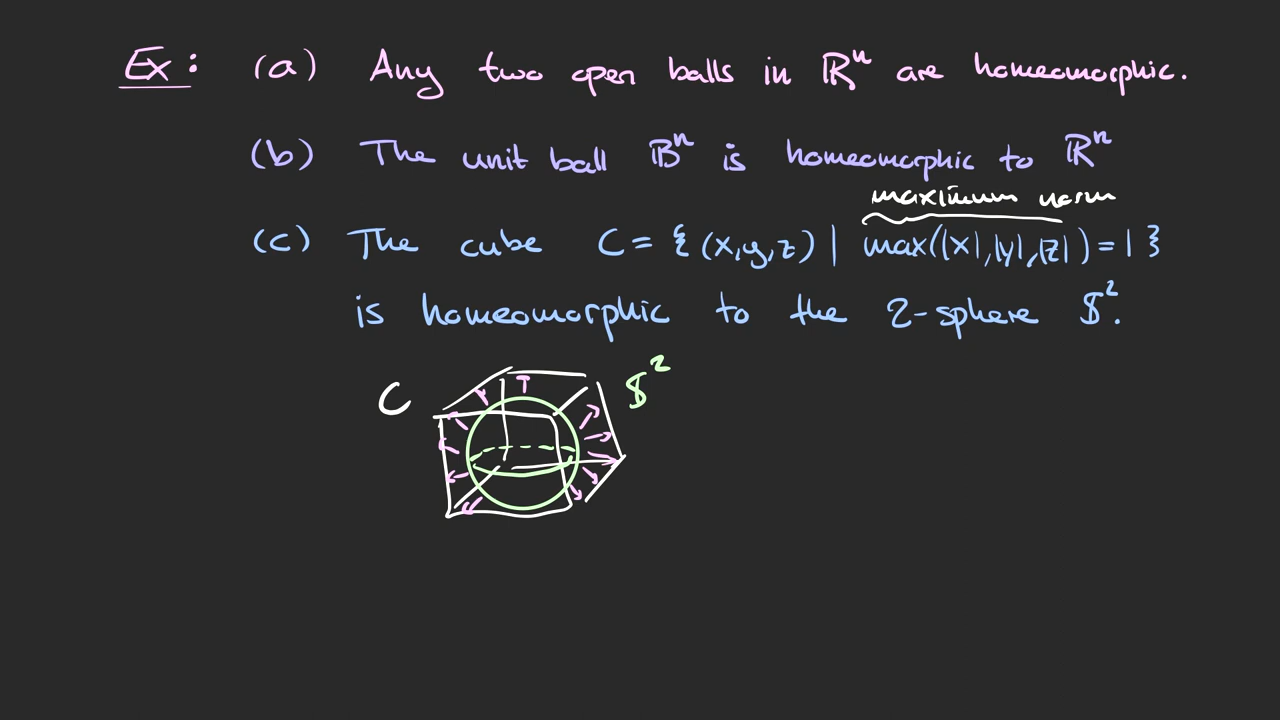 Ex: (a) Any two open balls in ℝⁿ are homeomorphic.
(b) The unit ball 𝔹ⁿ is homeomorphic to ℝⁿ
maximum norm
(c) The cube C = { (x,y,z) | max(|x|,|y|,|z|) = 1 }
is homeomorphic to the 2-sphere 𝕊².
C 𝕊²